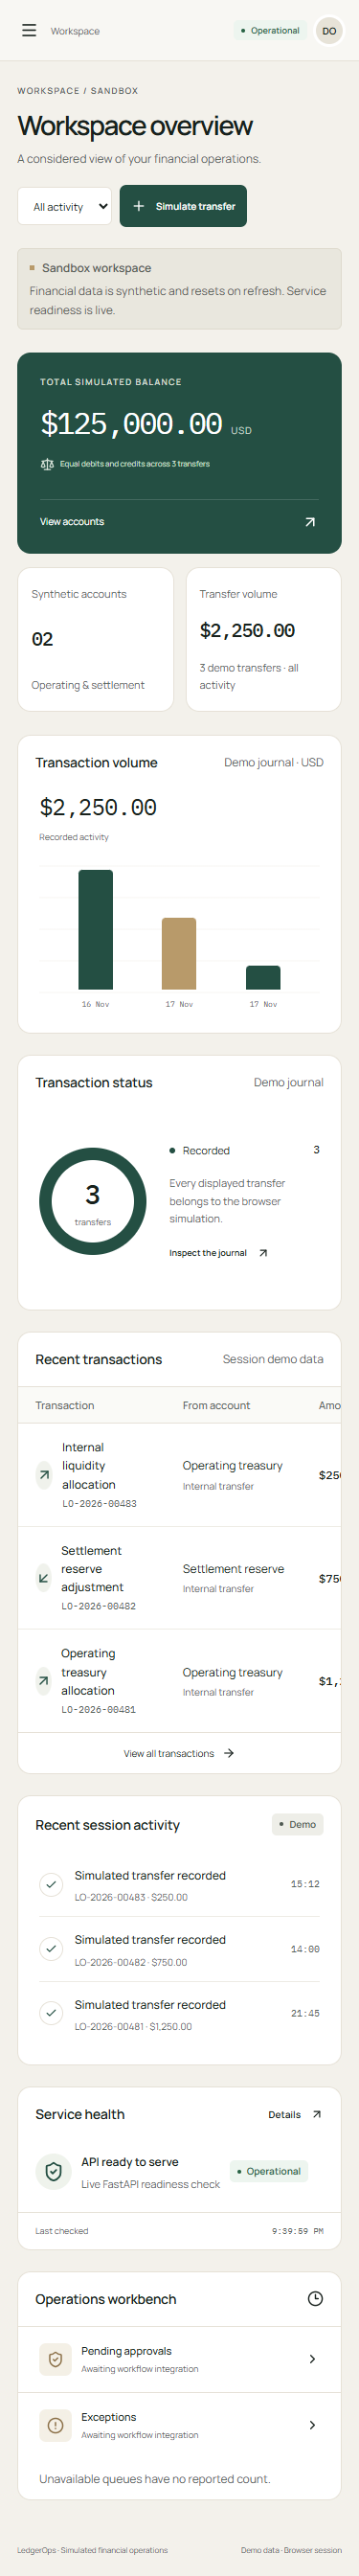 Workspace
Operational
DO
WORKSPACE / SANDBOX
Workspace overview
A considered view of your financial operations.
All activity
Simulate transfer
Sandbox workspace
Financial data is synthetic and resets on refresh. Service
readiness is live.
TOTAL SIMULATED BALANCE
$125,000.00 USD
Equal debits and credits across 3 transfers
View accounts
Synthetic accounts
02
Operating & settlement
Transfer volume
$2,250.00
3 demo transfers · all
activity
Transaction volume
Demo journal · USD
$2,250.00
Recorded activity
16 Nov
17 Nov
17 Nov
Transaction status
Demo journal
3
transfers
Recorded
3
Every displayed transfer
belongs to the browser
simulation.
Inspect the journal
Recent transactions
Session demo data
Transaction
From account
Amo
Internal
liquidity
allocation
LO-2026-00483
Operating treasury
Internal transfer
$250
Settlement
reserve
adjustment
LO-2026-00482
Settlement reserve
Internal transfer
$750
Operating
treasury
allocation
LO-2026-00481
Operating treasury
Internal transfer
$1,
View all transactions
Recent session activity
Demo
Simulated transfer recorded
LO-2026-00483 · $250.00
15:12
Simulated transfer recorded
LO-2026-00482 · $750.00
14:00
Simulated transfer recorded
LO-2026-00481 · $1,250.00
21:45
Service health
Details
API ready to serve
Live FastAPI readiness check
Operational
Last checked
9:39:59 PM
Operations workbench
Pending approvals
Awaiting workflow integration
Exceptions
Awaiting workflow integration
Unavailable queues have no reported count.
LedgerOps · Simulated financial operations
Demo data · Browser session